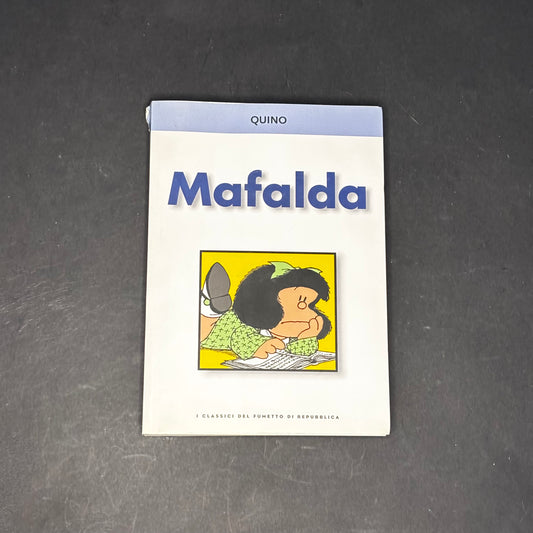 QUINO
Mafalda
I CLASSICI DEL FUMETTO DI REPUBBLICA